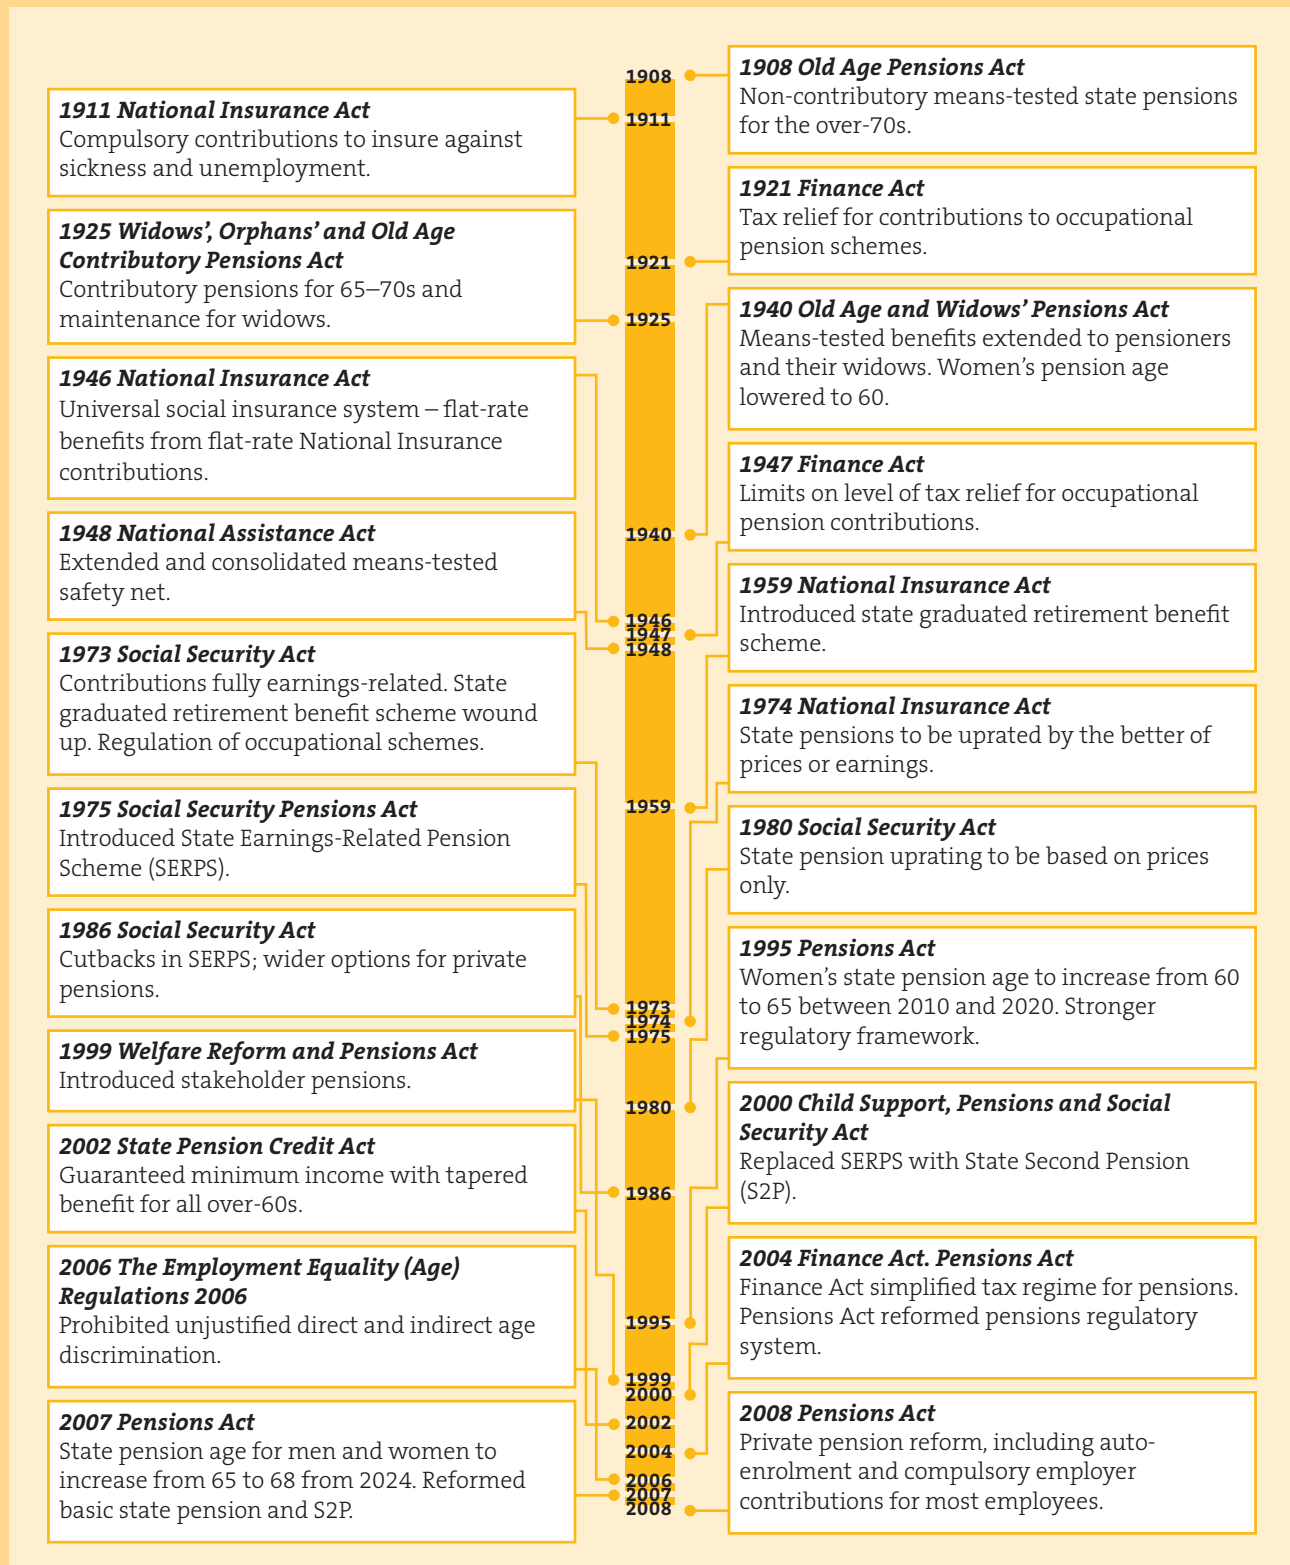 1911 National Insurance Act
Compulsory contributions to insure against
sickness and unemployment.
1925 Widows’, Orphans’ and Old Age
Contributory Pensions Act
Contributory pensions for 65–70s and
maintenance for widows.
1946 National Insurance Act
Universal social insurance system – flat-rate
benefits from flat-rate National Insurance
contributions.
1948 National Assistance Act
Extended and consolidated means-tested
safety net.
1973 Social Security Act
Contributions fully earnings-related. State
graduated retirement benefit scheme wound
up. Regulation of occupational schemes.
1975 Social Security Pensions Act
Introduced State Earnings-Related Pension
Scheme (SERPS).
1986 Social Security Act
Cutbacks in SERPS; wider options for private
pensions.
1999 Welfare Reform and Pensions Act
Introduced stakeholder pensions.
2002 State Pension Credit Act
Guaranteed minimum income with tapered
benefit for all over-60s.
2006 The Employment Equality (Age)
Regulations 2006
Prohibited unjustified direct and indirect age
discrimination.
2007 Pensions Act
State pension age for men and women to
increase from 65 to 68 from 2024. Reformed
basic state pension and S2P.
1908
1911
1921
1925
1940
1946
1947
1948
1959
1973
1974
1975
1980
1986
1995
1999
2000
2002
2004
2006
2007
2008
1908 Old Age Pensions Act
Non-contributory means-tested state pensions
for the over-70s.
1921 Finance Act
Tax relief for contributions to occupational
pension schemes.
1940 Old Age and Widows’ Pensions Act
Means-tested benefits extended to pensioners
and their widows. Women’s pension age
lowered to 60.
1947 Finance Act
Limits on level of tax relief for occupational
pension contributions.
1959 National Insurance Act
Introduced state graduated retirement benefit
scheme.
1974 National Insurance Act
State pensions to be uprated by the better of
prices or earnings.
1980 Social Security Act
State pension uprating to be based on prices
only.
1995 Pensions Act
Women’s state pension age to increase from 60
to 65 between 2010 and 2020. Stronger
regulatory framework.
2000 Child Support, Pensions and Social
Security Act
Replaced SERPS with State Second Pension
(S2P).
2004 Finance Act. Pensions Act
Finance Act simplified tax regime for pensions.
Pensions Act reformed pensions regulatory
system.
2008 Pensions Act
Private pension reform, including auto-
enrolment and compulsory employer
contributions for most employees.